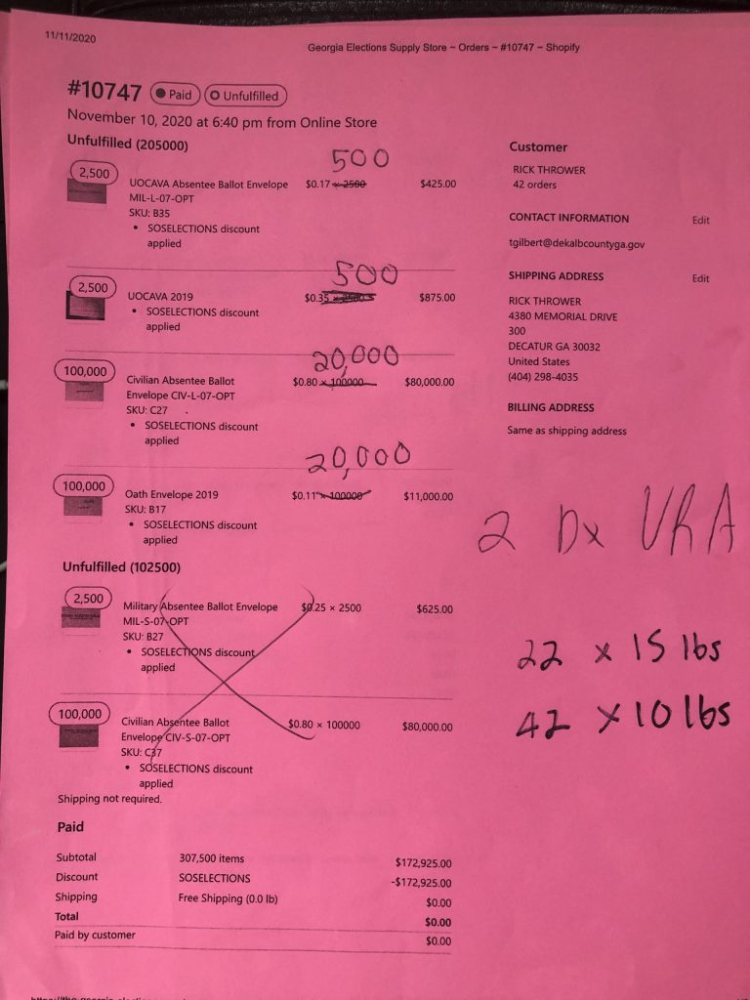 11/11/2020
Georgia Elections Supply Store ~ Orders ~ #10747 ~ Shopify
#10747 Paid Unfulfilled
November 10, 2020 at 6:40 pm from Online Store
Unfulfilled (205000)
500
2,500
UOCAVA Absentee Ballot Envelope $0.17 × 2500 $425.00
MIL-L-07-OPT
SKU: B35
• SOSELECTIONS discount
applied
500
2,500
UOCAVA 2019 $0.35 $875.00
• SOSELECTIONS discount
applied
20,000
100,000
Civilian Absentee Ballot $0.80 × 100000 $80,000.00
Envelope CIV-L-07-OPT
SKU: C27
• SOSELECTIONS discount
applied
20,000
100,000
Oath Envelope 2019 $0.11 × 100000 $11,000.00
SKU: B17
• SOSELECTIONS discount
applied
Unfulfilled (102500)
2,500
Military Absentee Ballot Envelope $0.25 × 2500 $625.00
MIL-S-07-OPT
SKU: B27
• SOSELECTIONS discount
applied
100,000
Civilian Absentee Ballot $0.80 × 100000 $80,000.00
Envelope CIV-S-07-OPT
SKU: C37
• SOSELECTIONS discount
applied
Shipping not required.
Customer
RICK THROWER
42 orders
CONTACT INFORMATION Edit
tgilbert@dekalbcountyga.gov
SHIPPING ADDRESS Edit
RICK THROWER
4380 MEMORIAL DRIVE
300
DECATUR GA 30032
United States
(404) 298-4035
BILLING ADDRESS
Same as shipping address
2 Dx VRA
22 x 15 lbs
42 x 10 lbs
Paid
Subtotal 307,500 items $172,925.00
Discount SOSELECTIONS -$172,925.00
Shipping Free Shipping (0.0 lb) $0.00
Total $0.00
Paid by customer $0.00